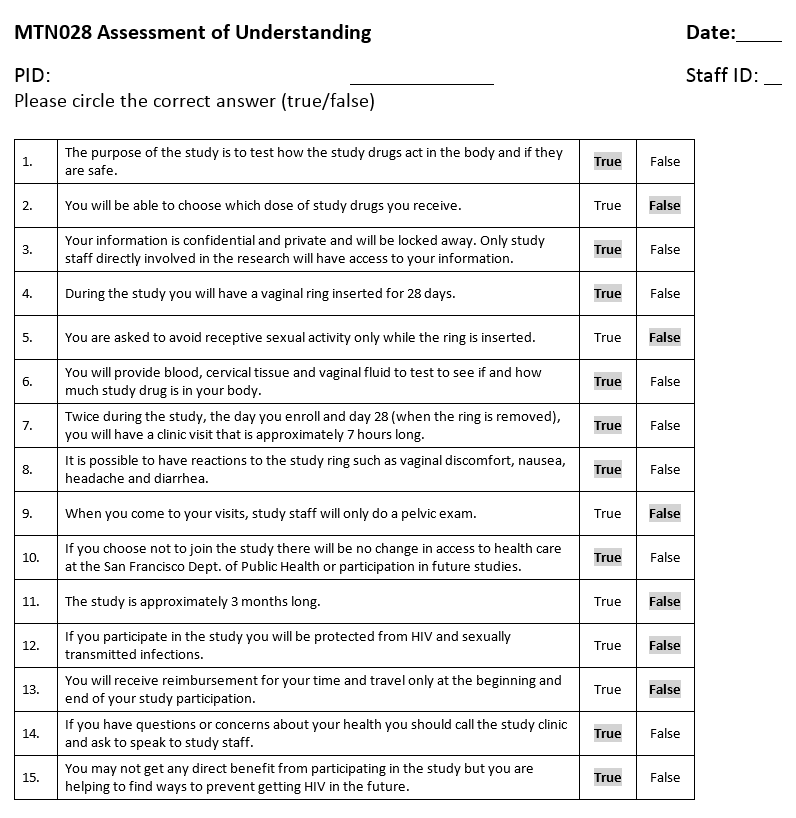 MTN028 Assessment of Understanding Date:____
PID: ______________ Staff ID: __
Please circle the correct answer (true/false)
1. The purpose of the study is to test how the study drugs act in the body and if they True False
are safe.
2. You will be able to choose which dose of study drugs you receive. True False
3. Your information is confidential and private and will be locked away. Only study True False
staff directly involved in the research will have access to your information.
4. During the study you will have a vaginal ring inserted for 28 days. True False
5. You are asked to avoid receptive sexual activity only while the ring is inserted. True False
6. You will provide blood, cervical tissue and vaginal fluid to test to see if and how True False
much study drug is in your body.
7. Twice during the study, the day you enroll and day 28 (when the ring is removed), True False
you will have a clinic visit that is approximately 7 hours long.
8. It is possible to have reactions to the study ring such as vaginal discomfort, nausea, True False
headache and diarrhea.
9. When you come to your visits, study staff will only do a pelvic exam. True False
10. If you choose not to join the study there will be no change in access to health care True False
at the San Francisco Dept. of Public Health or participation in future studies.
11. The study is approximately 3 months long. True False
12. If you participate in the study you will be protected from HIV and sexually True False
transmitted infections.
13. You will receive reimbursement for your time and travel only at the beginning and True False
end of your study participation.
14. If you have questions or concerns about your health you should call the study clinic True False
and ask to speak to study staff.
15. You may not get any direct benefit from participating in the study but you are True False
helping to find ways to prevent getting HIV in the future.